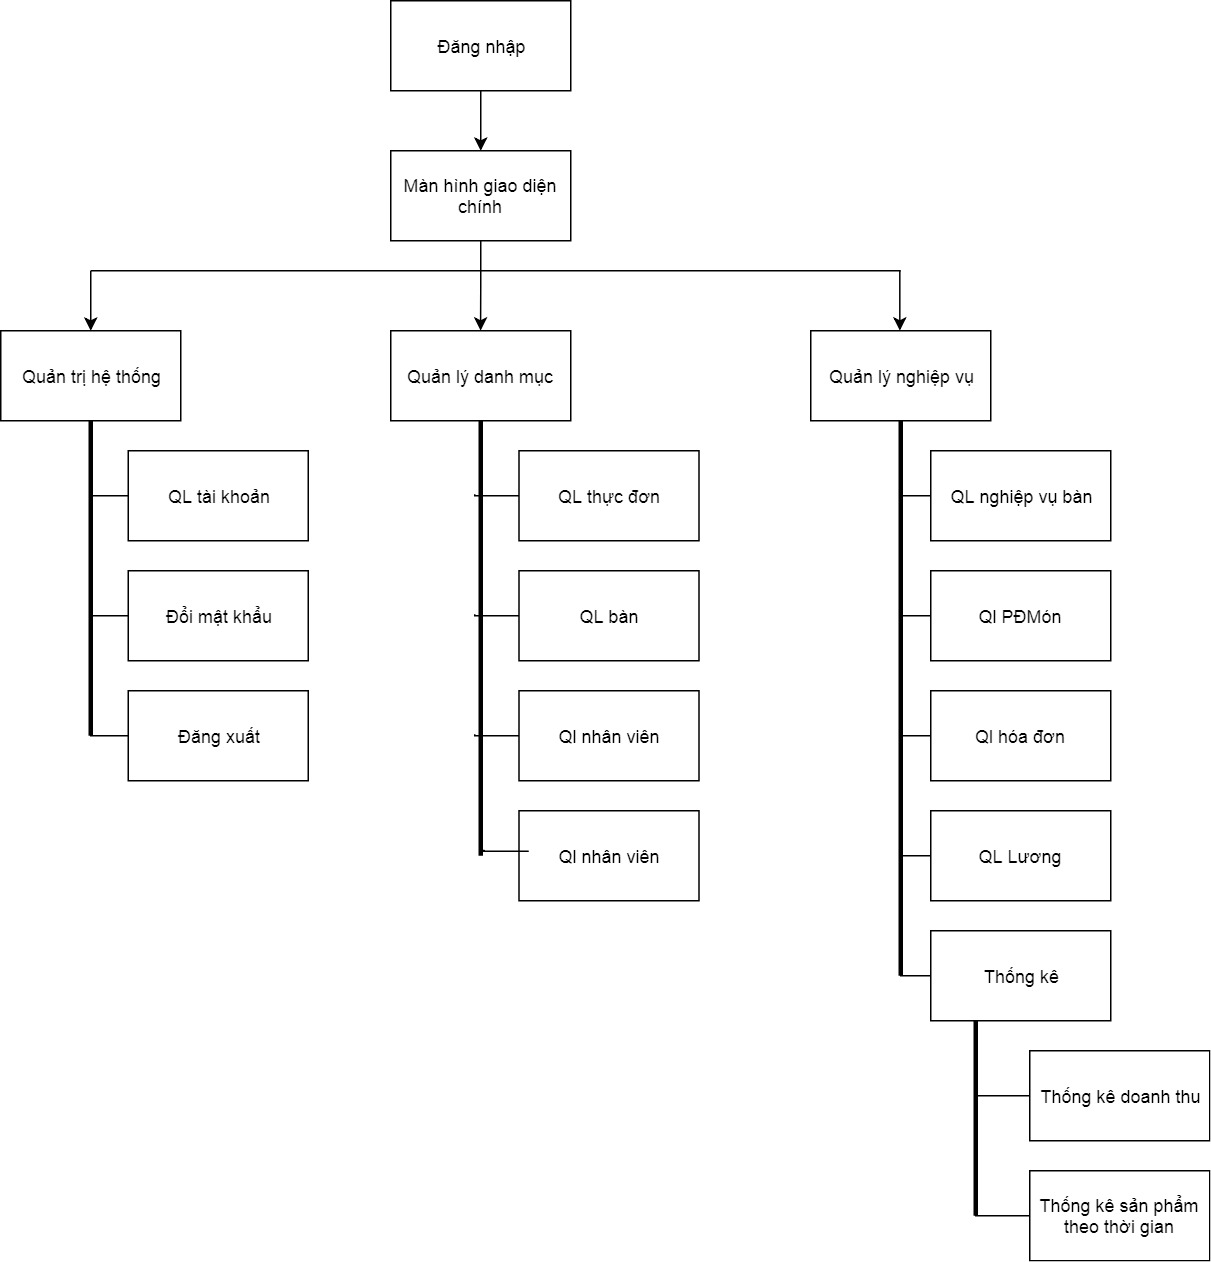 Đăng nhập
Màn hình giao diện
chính
Quản trị hệ thống
Quản lý danh mục
Quản lý nghiệp vụ
QL tài khoản
Đổi mật khẩu
Đăng xuất
QL thực đơn
QL bàn
Ql nhân viên
Ql nhân viên
QL nghiệp vụ bàn
Ql PĐMón
Ql hóa đơn
QL Lương
Thống kê
Thống kê doanh thu
Thống kê sản phẩm
theo thời gian